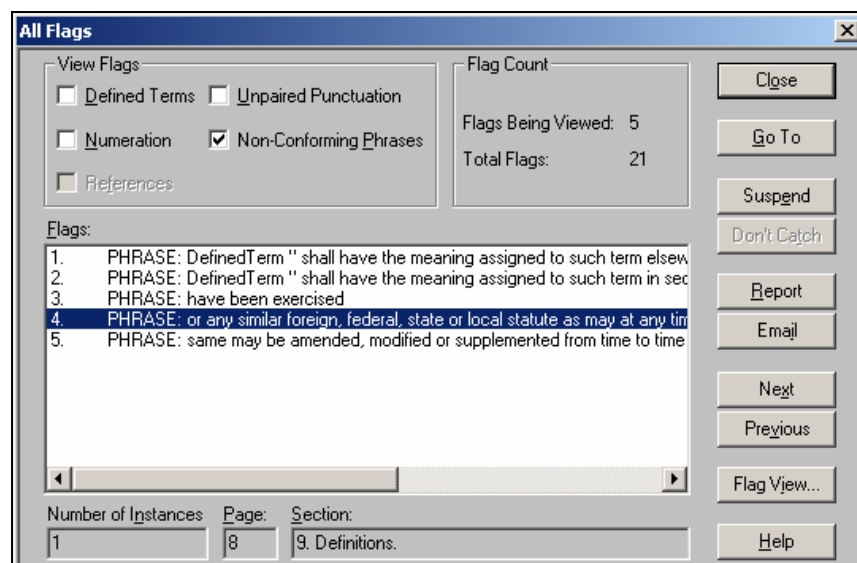 All Flags
View Flags
Defined Terms
Unpaired Punctuation
Numeration
Non-Conforming Phrases
References
Flag Count
Flags Being Viewed: 5
Total Flags: 21
Close
Go To
Suspend
Don't Catch
Report
Email
Next
Previous
Flag View...
Help
Flags:
1. PHRASE: DefinedTerm " shall have the meaning assigned to such term elsew
2. PHRASE: DefinedTerm " shall have the meaning assigned to such term in sec
3. PHRASE: have been exercised
4. PHRASE: or any similar foreign, federal, state or local statute as may at any tim
5. PHRASE: same may be amended, modified or supplemented from time to time
Number of Instances
1
Page:
8
Section:
9. Definitions.